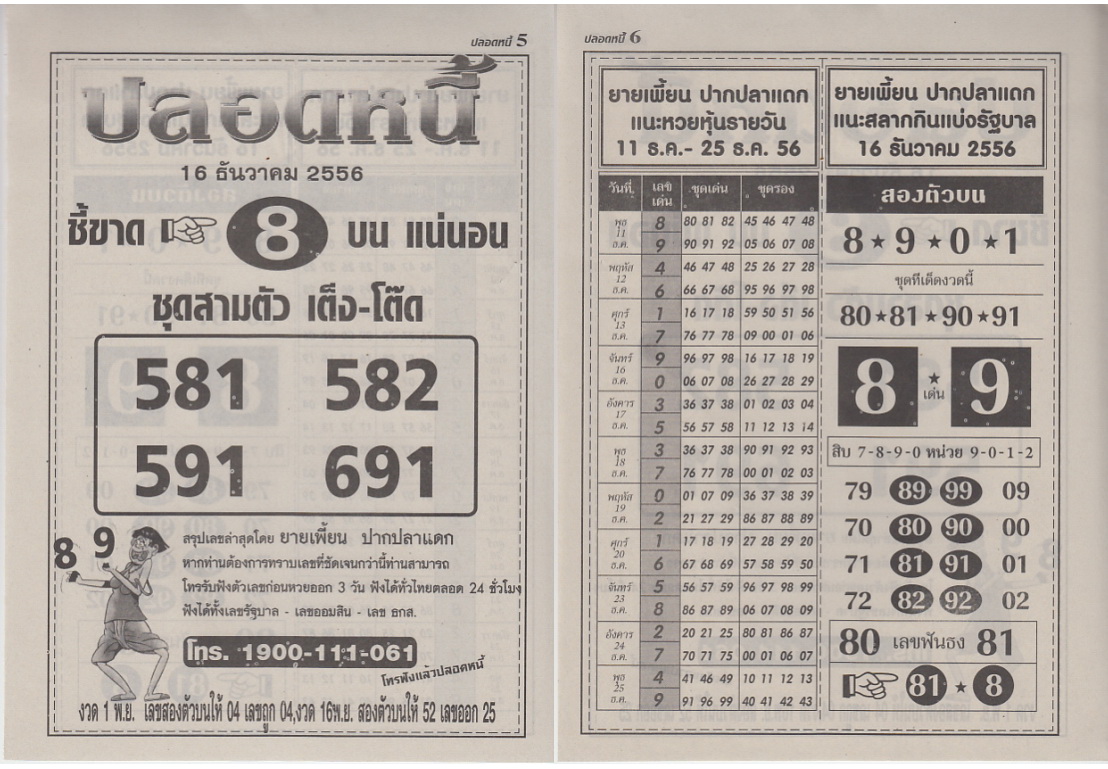 ปลอดหนี้ 5
ปลอดหนี้
16 ธันวาคม 2556
ชี้ขาด 8 บน แน่นอน
ชุดสามตัว เต็ง-โต๊ด
581 582
591 691
8 9
สรุปเลขล่าสุดโดย ยายเพี้ยน ปากปลาแดก
หากท่านต้องการทราบเลขที่ชัดเจนกว่านี้ท่านสามารถ
โทรรับฟังตัวเลขก่อนหวยออก 3 วัน ฟังได้ทั่วไทยตลอด 24 ชั่วโมง
ฟังได้ทั้งเลขรัฐบาล - เลขออมสิน - เลข ธกส.
โทร. 1900-111-061
โทรฟังแล้วปลอดหนี้
งวด 1 พ.ย. เลขสองตัวบนให้ 04 เลขถูก 04,งวด 16พ.ย. สองตัวบนให้ 52 เลขออก 25
ปลอดหนี้ 6
ยายเพี้ยน ปากปลาแดก
แนะหวยหุ้นรายวัน
11 ธ.ค.- 25 ธ.ค. 56
วันที่ เลขเด่น ชุดเด่น ชุดรอง
พุธ 11 ธ.ค. 8 80 81 82 45 46 47 48
9 90 91 92 05 06 07 08
พฤหัส 12 ธ.ค. 4 46 47 48 25 26 27 28
6 66 67 68 95 96 97 98
ศุกร์ 13 ธ.ค. 1 16 17 18 59 50 51 56
7 76 77 78 09 00 01 06
จันทร์ 16 ธ.ค. 9 96 97 98 16 17 18 19
0 06 07 08 26 27 28 29
อังคาร 17 ธ.ค. 3 36 37 38 01 02 03 04
5 56 57 58 11 12 13 14
พุธ 18 ธ.ค. 3 36 37 38 90 91 92 93
7 76 77 78 00 01 02 03
พฤหัส 19 ธ.ค. 0 01 07 09 36 37 38 39
2 21 27 29 86 87 88 89
ศุกร์ 20 ธ.ค. 1 17 18 19 27 28 29 20
6 67 68 69 57 58 59 50
จันทร์ 23 ธ.ค. 5 56 57 59 96 97 98 99
8 86 87 89 06 07 08 09
อังคาร 24 ธ.ค. 2 20 21 25 80 81 86 87
7 70 71 75 00 01 06 07
พุธ 25 ธ.ค. 4 41 46 49 10 11 12 13
9 91 96 99 40 41 42 43
ยายเพี้ยน ปากปลาแดก
แนะสลากกินแบ่งรัฐบาล
16 ธันวาคม 2556
สองตัวบน
8 ★ 9 ★ 0 ★ 1
ชุดทีเด็ดงวดนี้
80 ★ 81 ★ 90 ★ 91
8 ★ เด่น 9
สิบ 7-8-9-0 หน่วย 9-0-1-2
79 89 99 09
70 80 90 00
71 81 91 01
72 82 92 02
80 เลขฟันธง 81
81 ★ 8